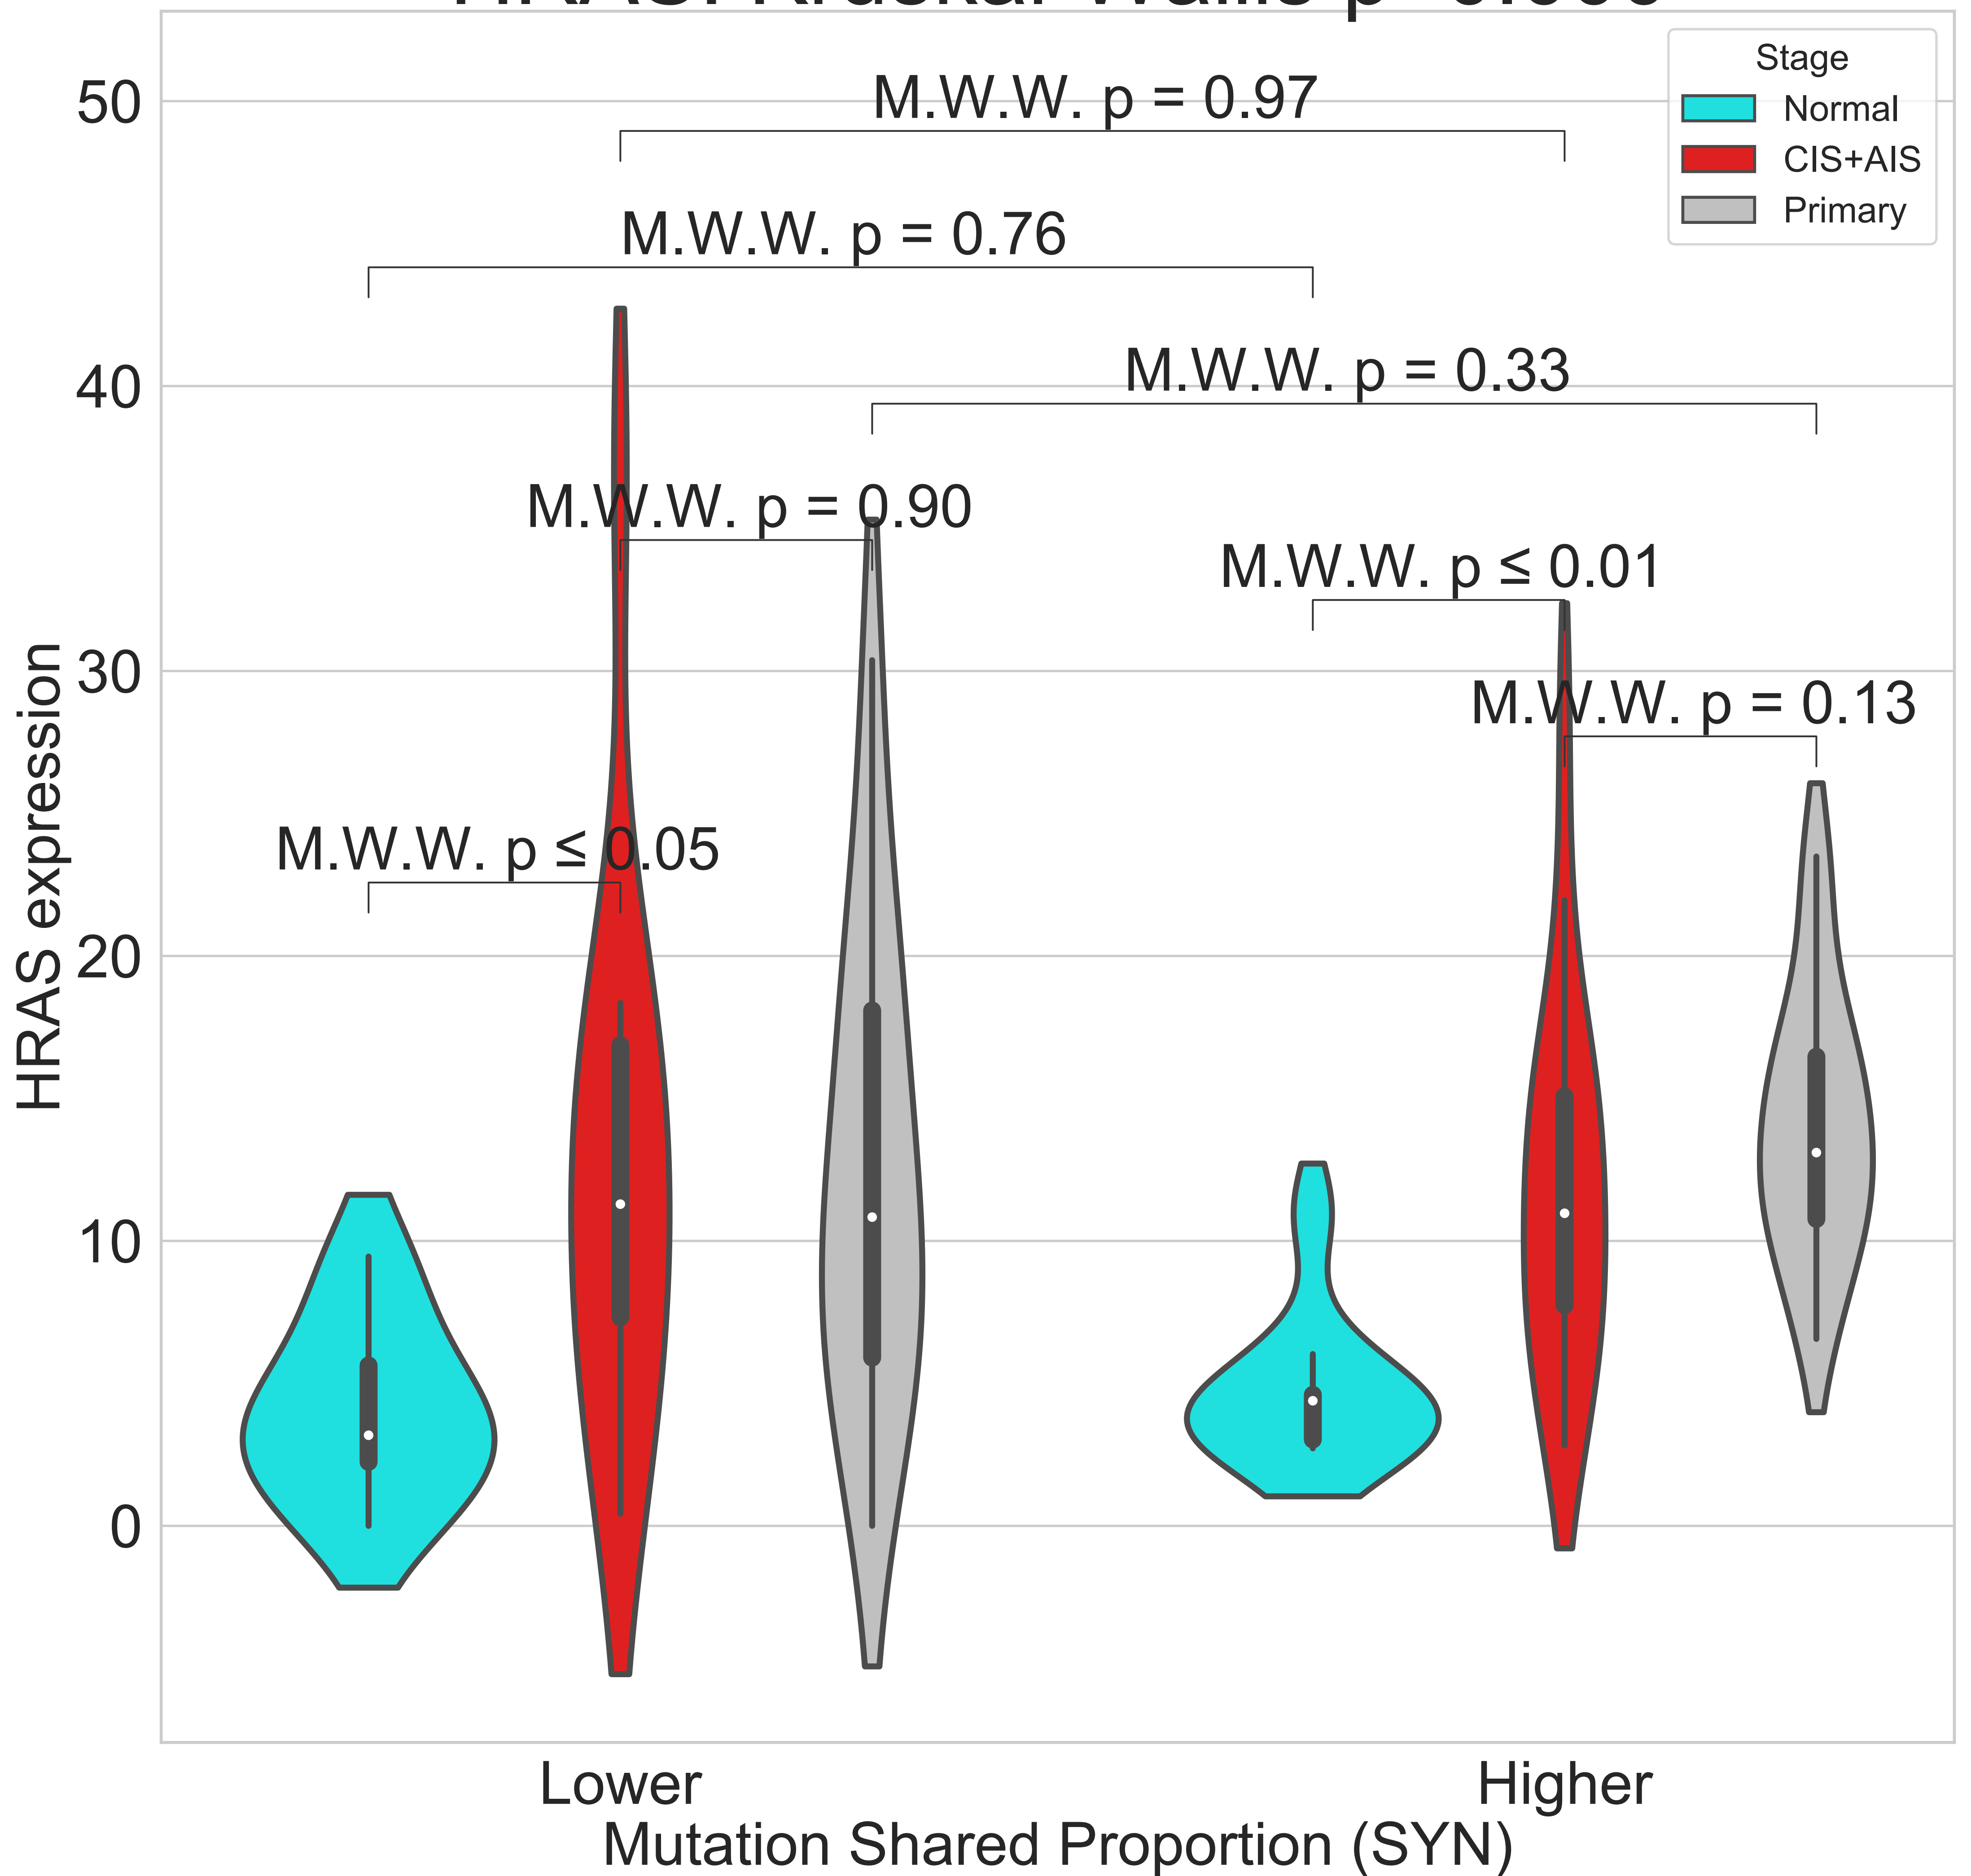 Stage
Normal
CIS+AIS
Primary
M.W.W. p = 0.97
M.W.W. p = 0.76
M.W.W. p = 0.33
M.W.W. p = 0.90
M.W.W. p ≤ 0.01
M.W.W. p = 0.13
M.W.W. p ≤ 0.05
50
40
30
20
10
0
HRAS expression
Lower
Higher
Mutation Shared Proportion (SYN)